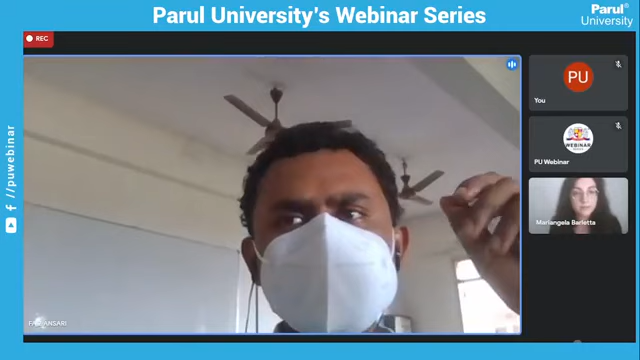 Parul University's Webinar Series
Parul®
University
REC
PU
You
WEBINAR
PU Webinar
Mariangela Barletta
ANSARI
//puwebinar